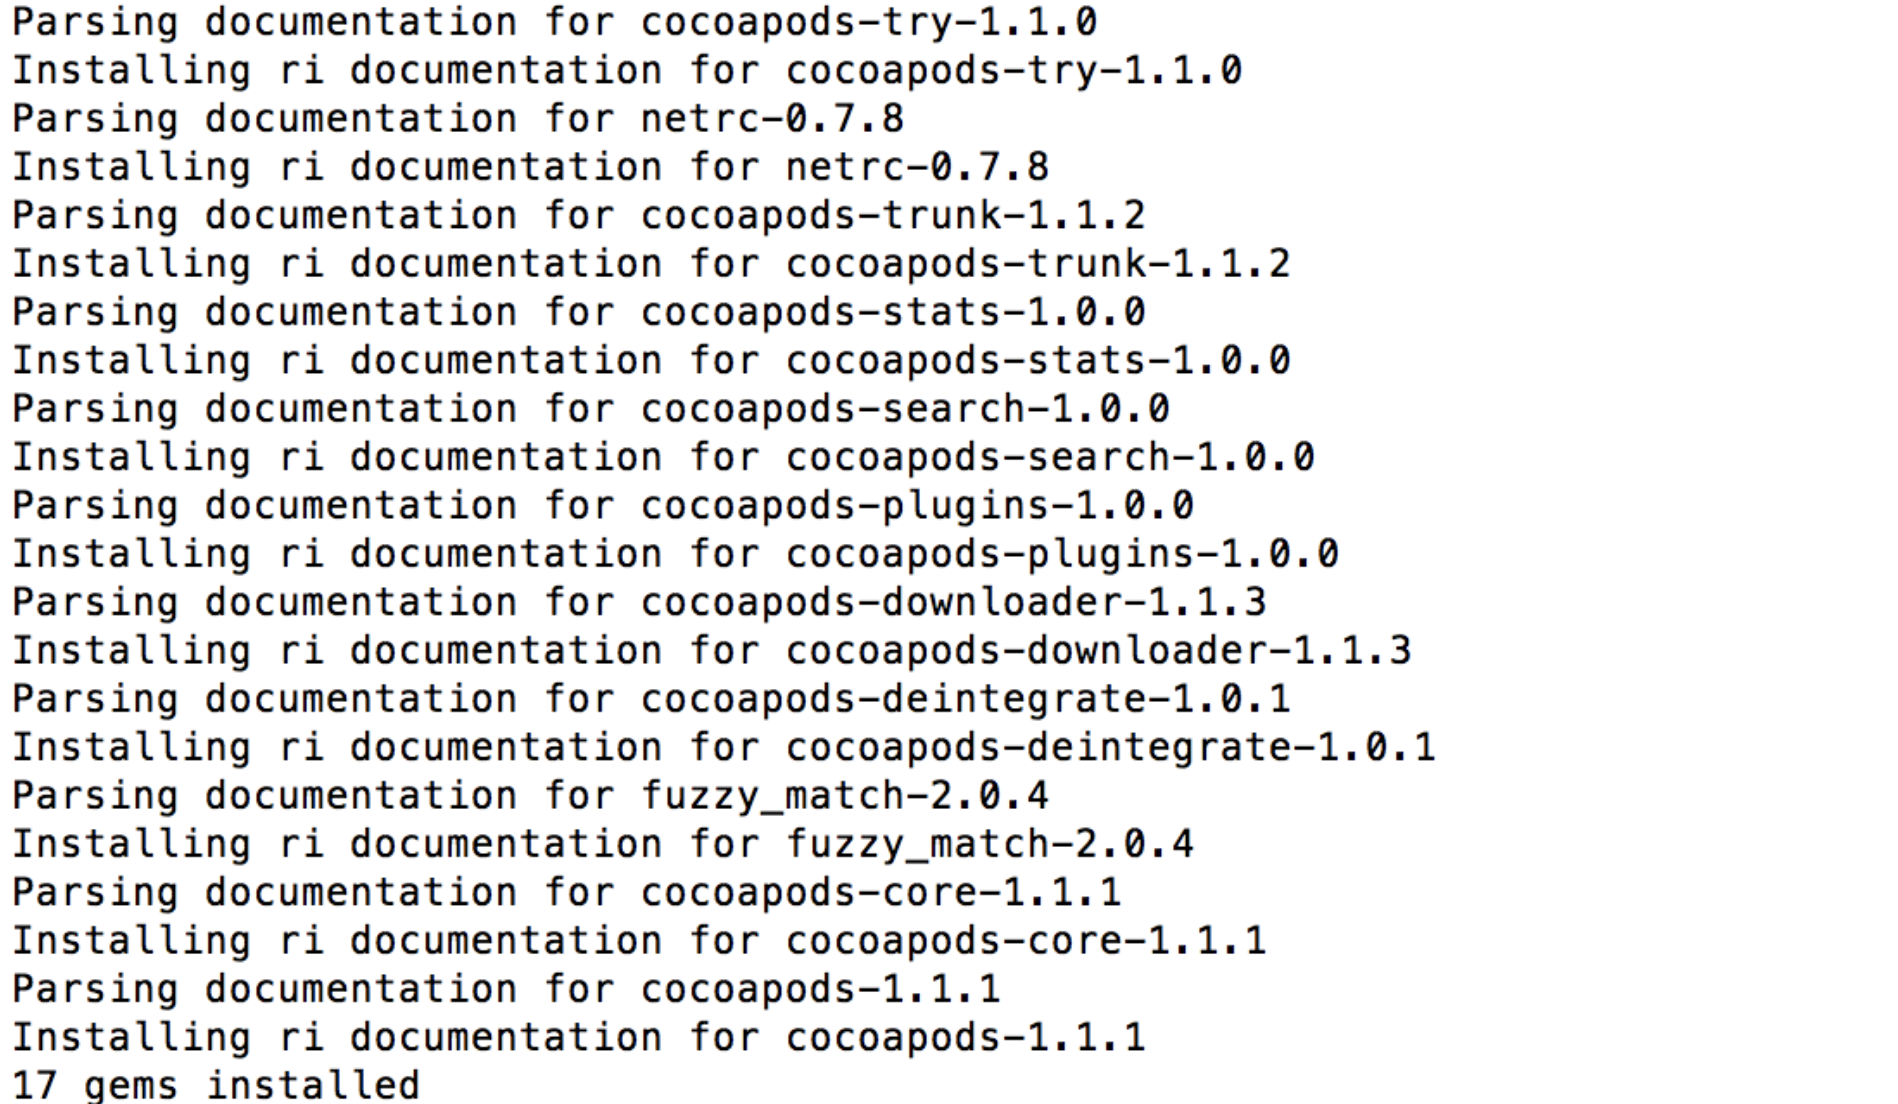 Parsing documentation for cocoapods-try-1.1.0
Installing ri documentation for cocoapods-try-1.1.0
Parsing documentation for netrc-0.7.8
Installing ri documentation for netrc-0.7.8
Parsing documentation for cocoapods-trunk-1.1.2
Installing ri documentation for cocoapods-trunk-1.1.2
Parsing documentation for cocoapods-stats-1.0.0
Installing ri documentation for cocoapods-stats-1.0.0
Parsing documentation for cocoapods-search-1.0.0
Installing ri documentation for cocoapods-search-1.0.0
Parsing documentation for cocoapods-plugins-1.0.0
Installing ri documentation for cocoapods-plugins-1.0.0
Parsing documentation for cocoapods-downloader-1.1.3
Installing ri documentation for cocoapods-downloader-1.1.3
Parsing documentation for cocoapods-deintegrate-1.0.1
Installing ri documentation for cocoapods-deintegrate-1.0.1
Parsing documentation for fuzzy_match-2.0.4
Installing ri documentation for fuzzy_match-2.0.4
Parsing documentation for cocoapods-core-1.1.1
Installing ri documentation for cocoapods-core-1.1.1
Parsing documentation for cocoapods-1.1.1
Installing ri documentation for cocoapods-1.1.1
17 gems installed